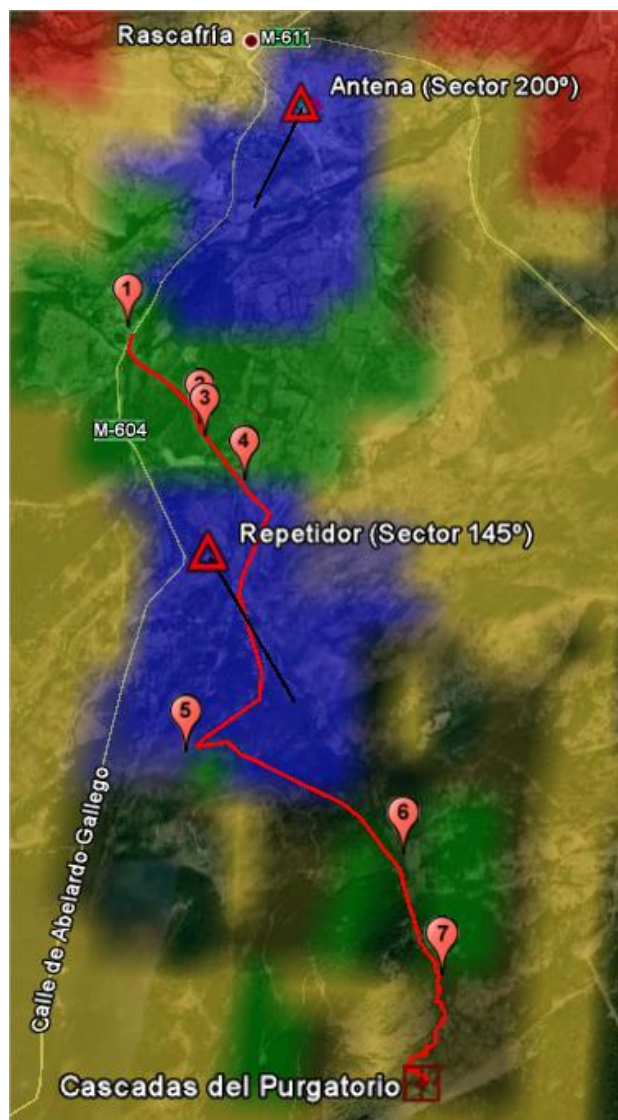 Rascafría
M-611
Antena (Sector 200º)
1
2
3
4
M-604
Repetidor (Sector 145º)
5
6
7
Calle de Abelardo Gallego
Cascadas del Purgatorio